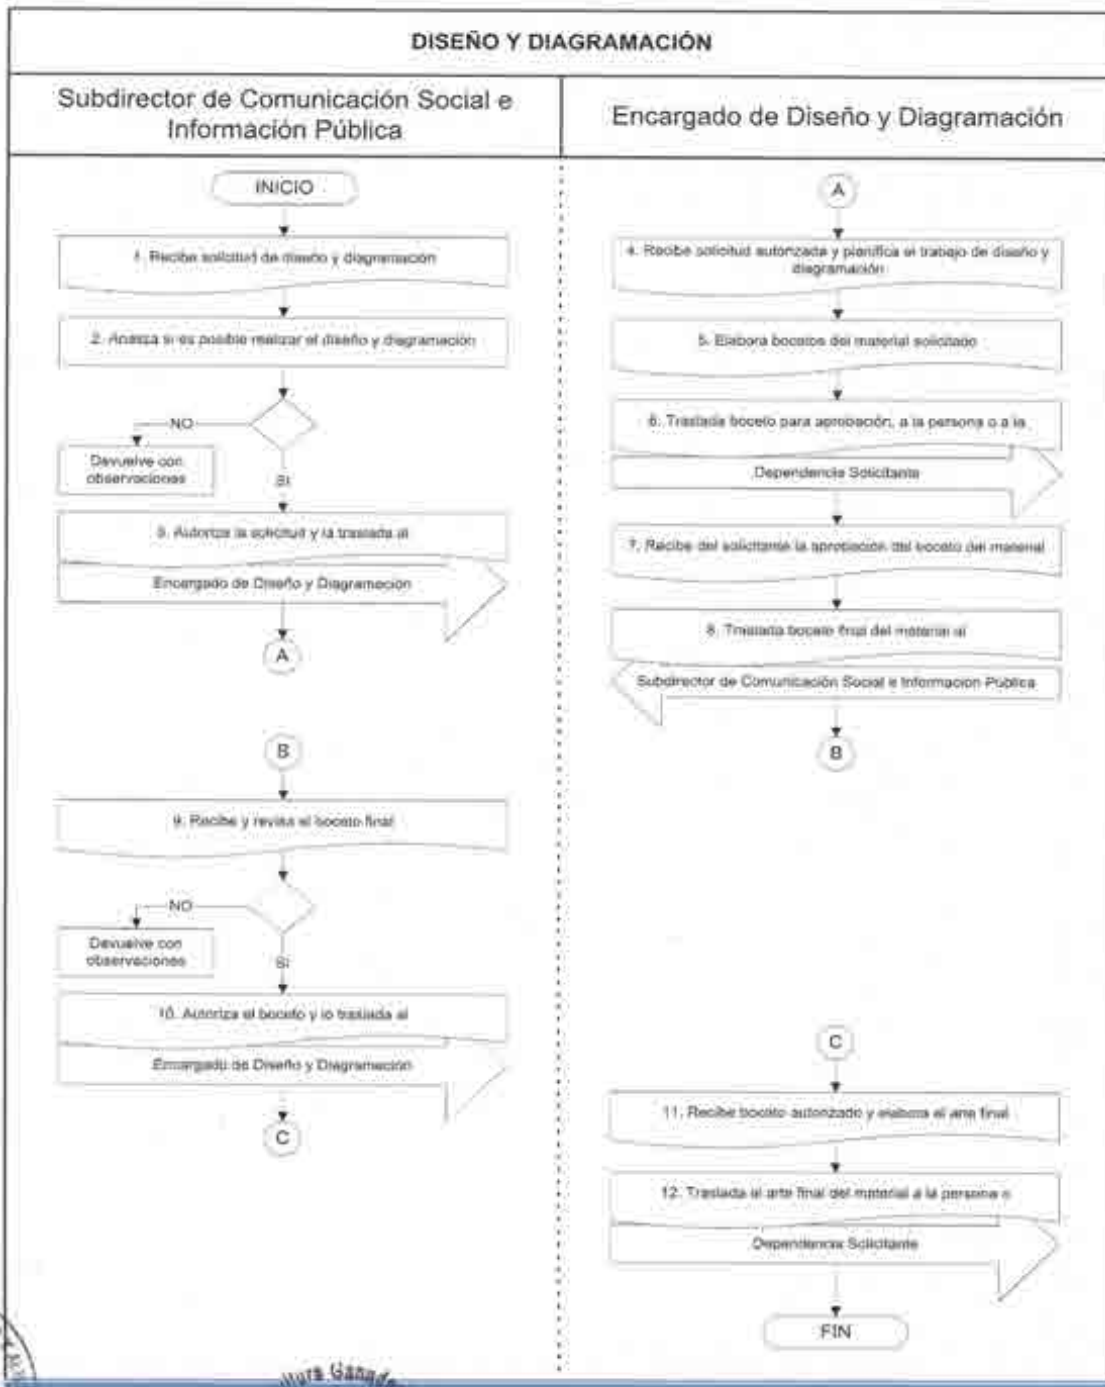 DISEÑO Y DIAGRAMACIÓN
Subdirector de Comunicación Social e
Información Pública
INICIO
1. Recibe solicitud de diseño y diagramación
2. Analiza si es posible realizar el diseño y diagramación
NO
Devuelve con
observaciones
SI
3. Autoriza la solicitud y la traslada al
Encargado de Diseño y Diagramación
A
B
9. Recibe y revisa el boceto final
NO
Devuelve con
observaciones
SI
10. Autoriza el boceto y lo traslada al
Encargado de Diseño y Diagramación
C
Encargado de Diseño y Diagramación
A
4. Recibe solicitud autorizada y planifica el trabajo de diseño y
diagramación
5. Elabora bocetos del material solicitado
6. Traslada boceto para aprobación, a la persona o a la
Dependencia Solicitante
7. Recibe del solicitante la aprobación del boceto del material
8. Traslada boceto final del material al
Subdirector de Comunicación Social e Información Pública
B
C
11. Recibe boceto autorizado y elabora el arte final
12. Traslada el arte final del material a la persona o
Dependencia Solicitante
FIN